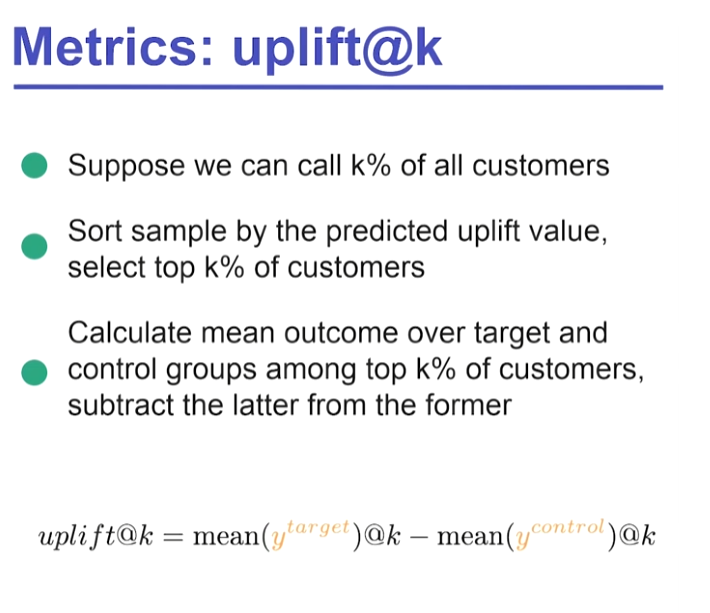 Metrics: uplift@k
Suppose we can call k% of all customers
Sort sample by the predicted uplift value,
select top k% of customers
Calculate mean outcome over target and
control groups among top k% of customers,
subtract the latter from the former
uplift@k = mean(y^{target})@k − mean(y^{control})@k